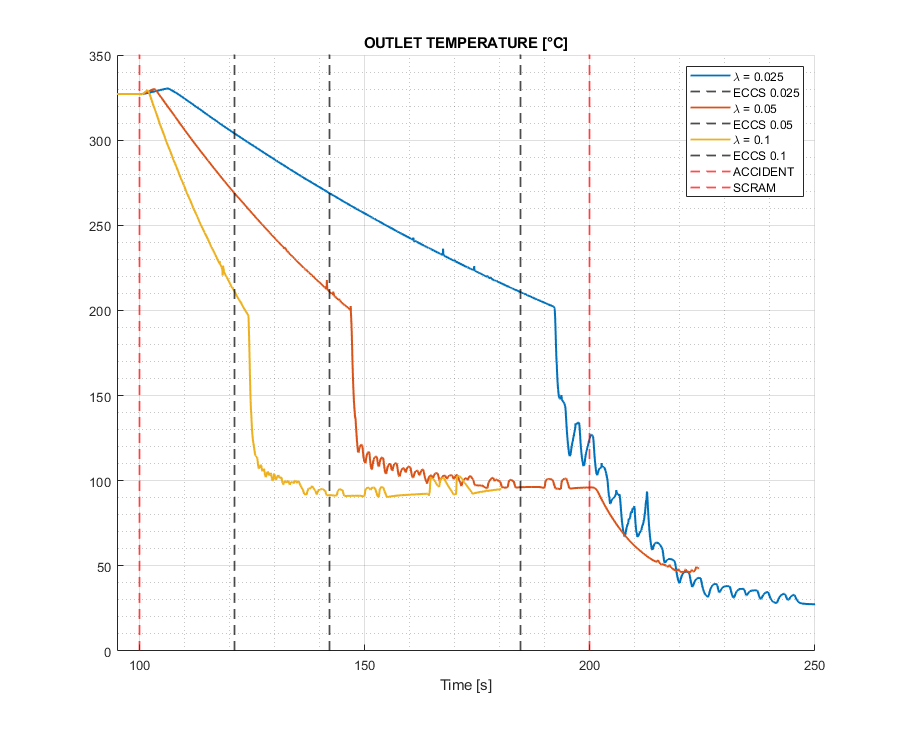 OUTLET TEMPERATURE [°C]
350
300
250
200
150
100
50
0
λ = 0.025
ECCS 0.025
λ = 0.05
ECCS 0.05
λ = 0.1
ECCS 0.1
ACCIDENT
SCRAM
100
150
200
250
Time [s]